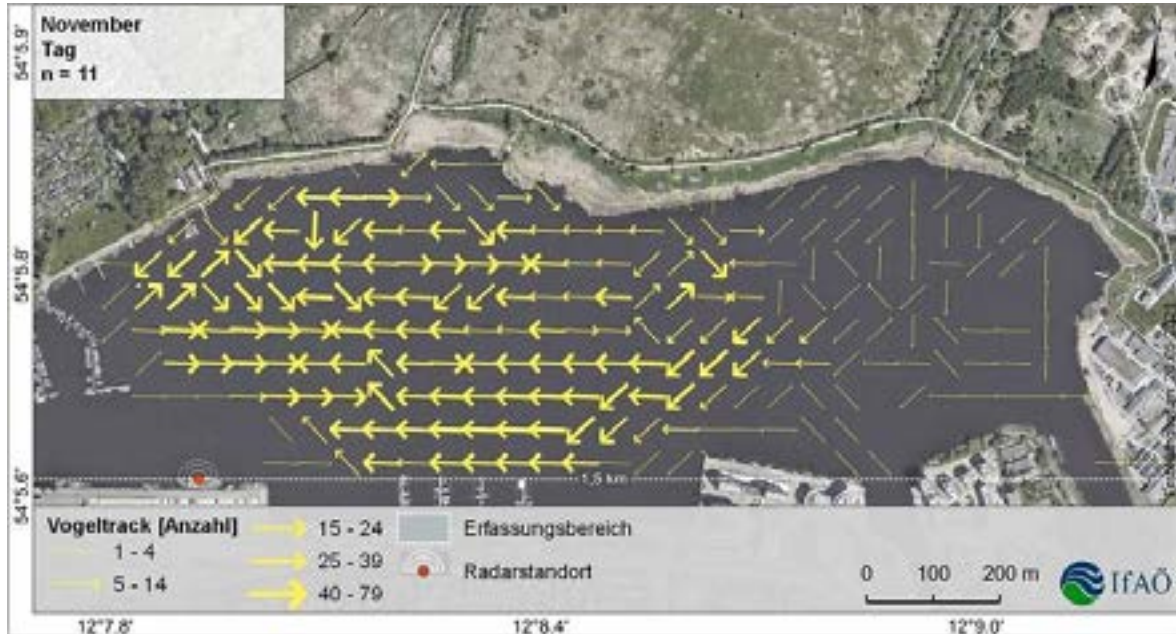 November
Tag
n = 11
54°5.9'
54°5.8'
54°5.6'
1,5 km
Vogeltrack [Anzahl]
1 - 4
5 - 14
15 - 24
25 - 39
40 - 79
Erfassungsbereich
Radarstandort
0 100 200 m
IfAÖ
12°7.8' 12°8.4' 12°9.0'